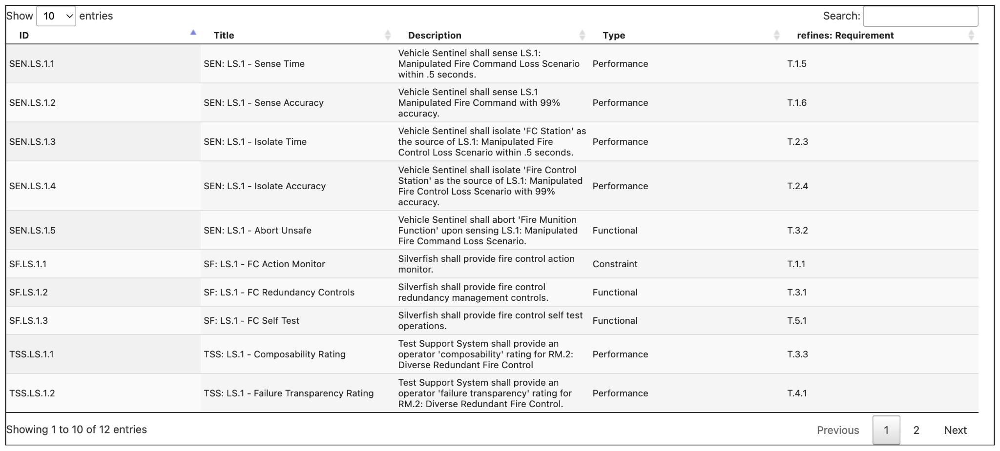 Show 10 entries Search:
ID Title Description Type refines: Requirement
SEN.LS.1.1 SEN: LS.1 - Sense Time Vehicle Sentinel shall sense LS.1:
Manipulated Fire Command Loss Scenario
within .5 seconds. Performance T.1.5
SEN.LS.1.2 SEN: LS.1 - Sense Accuracy Vehicle Sentinel shall sense LS.1
Manipulated Fire Command with 99%
accuracy. Performance T.1.6
SEN.LS.1.3 SEN: LS.1 - Isolate Time Vehicle Sentinel shall isolate 'FC Station' as
the source of LS.1: Manipulated Fire
Control Loss Scenario within .5 seconds. Performance T.2.3
SEN.LS.1.4 SEN: LS.1 - Isolate Accuracy Vehicle Sentinel shall isolate 'Fire Control
Station' as the source of LS.1: Manipulated
Fire Control Loss Scenario with 99%
accuracy. Performance T.2.4
SEN.LS.1.5 SEN: LS.1 - Abort Unsafe Vehicle Sentinel shall abort 'Fire Munition
Function' upon sensing LS.1: Manipulated
Fire Command Loss Scenario. Functional T.3.2
SF.LS.1.1 SF: LS.1 - FC Action Monitor Silverfish shall provide fire control action
monitor. Constraint T.1.1
SF.LS.1.2 SF: LS.1 - FC Redundancy Controls Silverfish shall provide fire control
redundancy management controls. Functional T.3.1
SF.LS.1.3 SF: LS.1 - FC Self Test Silverfish shall provide fire control self test
operations. Functional T.5.1
TSS.LS.1.1 TSS: LS.1 - Composability Rating Test Support System shall provide an
operator 'composability' rating for RM.2:
Diverse Redundant Fire Control Performance T.3.3
TSS.LS.1.2 TSS: LS.1 - Failure Transparency Rating Test Support System shall provide an
operator 'failure transparency' rating for
RM.2: Diverse Redundant Fire Control. Performance T.4.1
Showing 1 to 10 of 12 entries Previous 1 2 Next